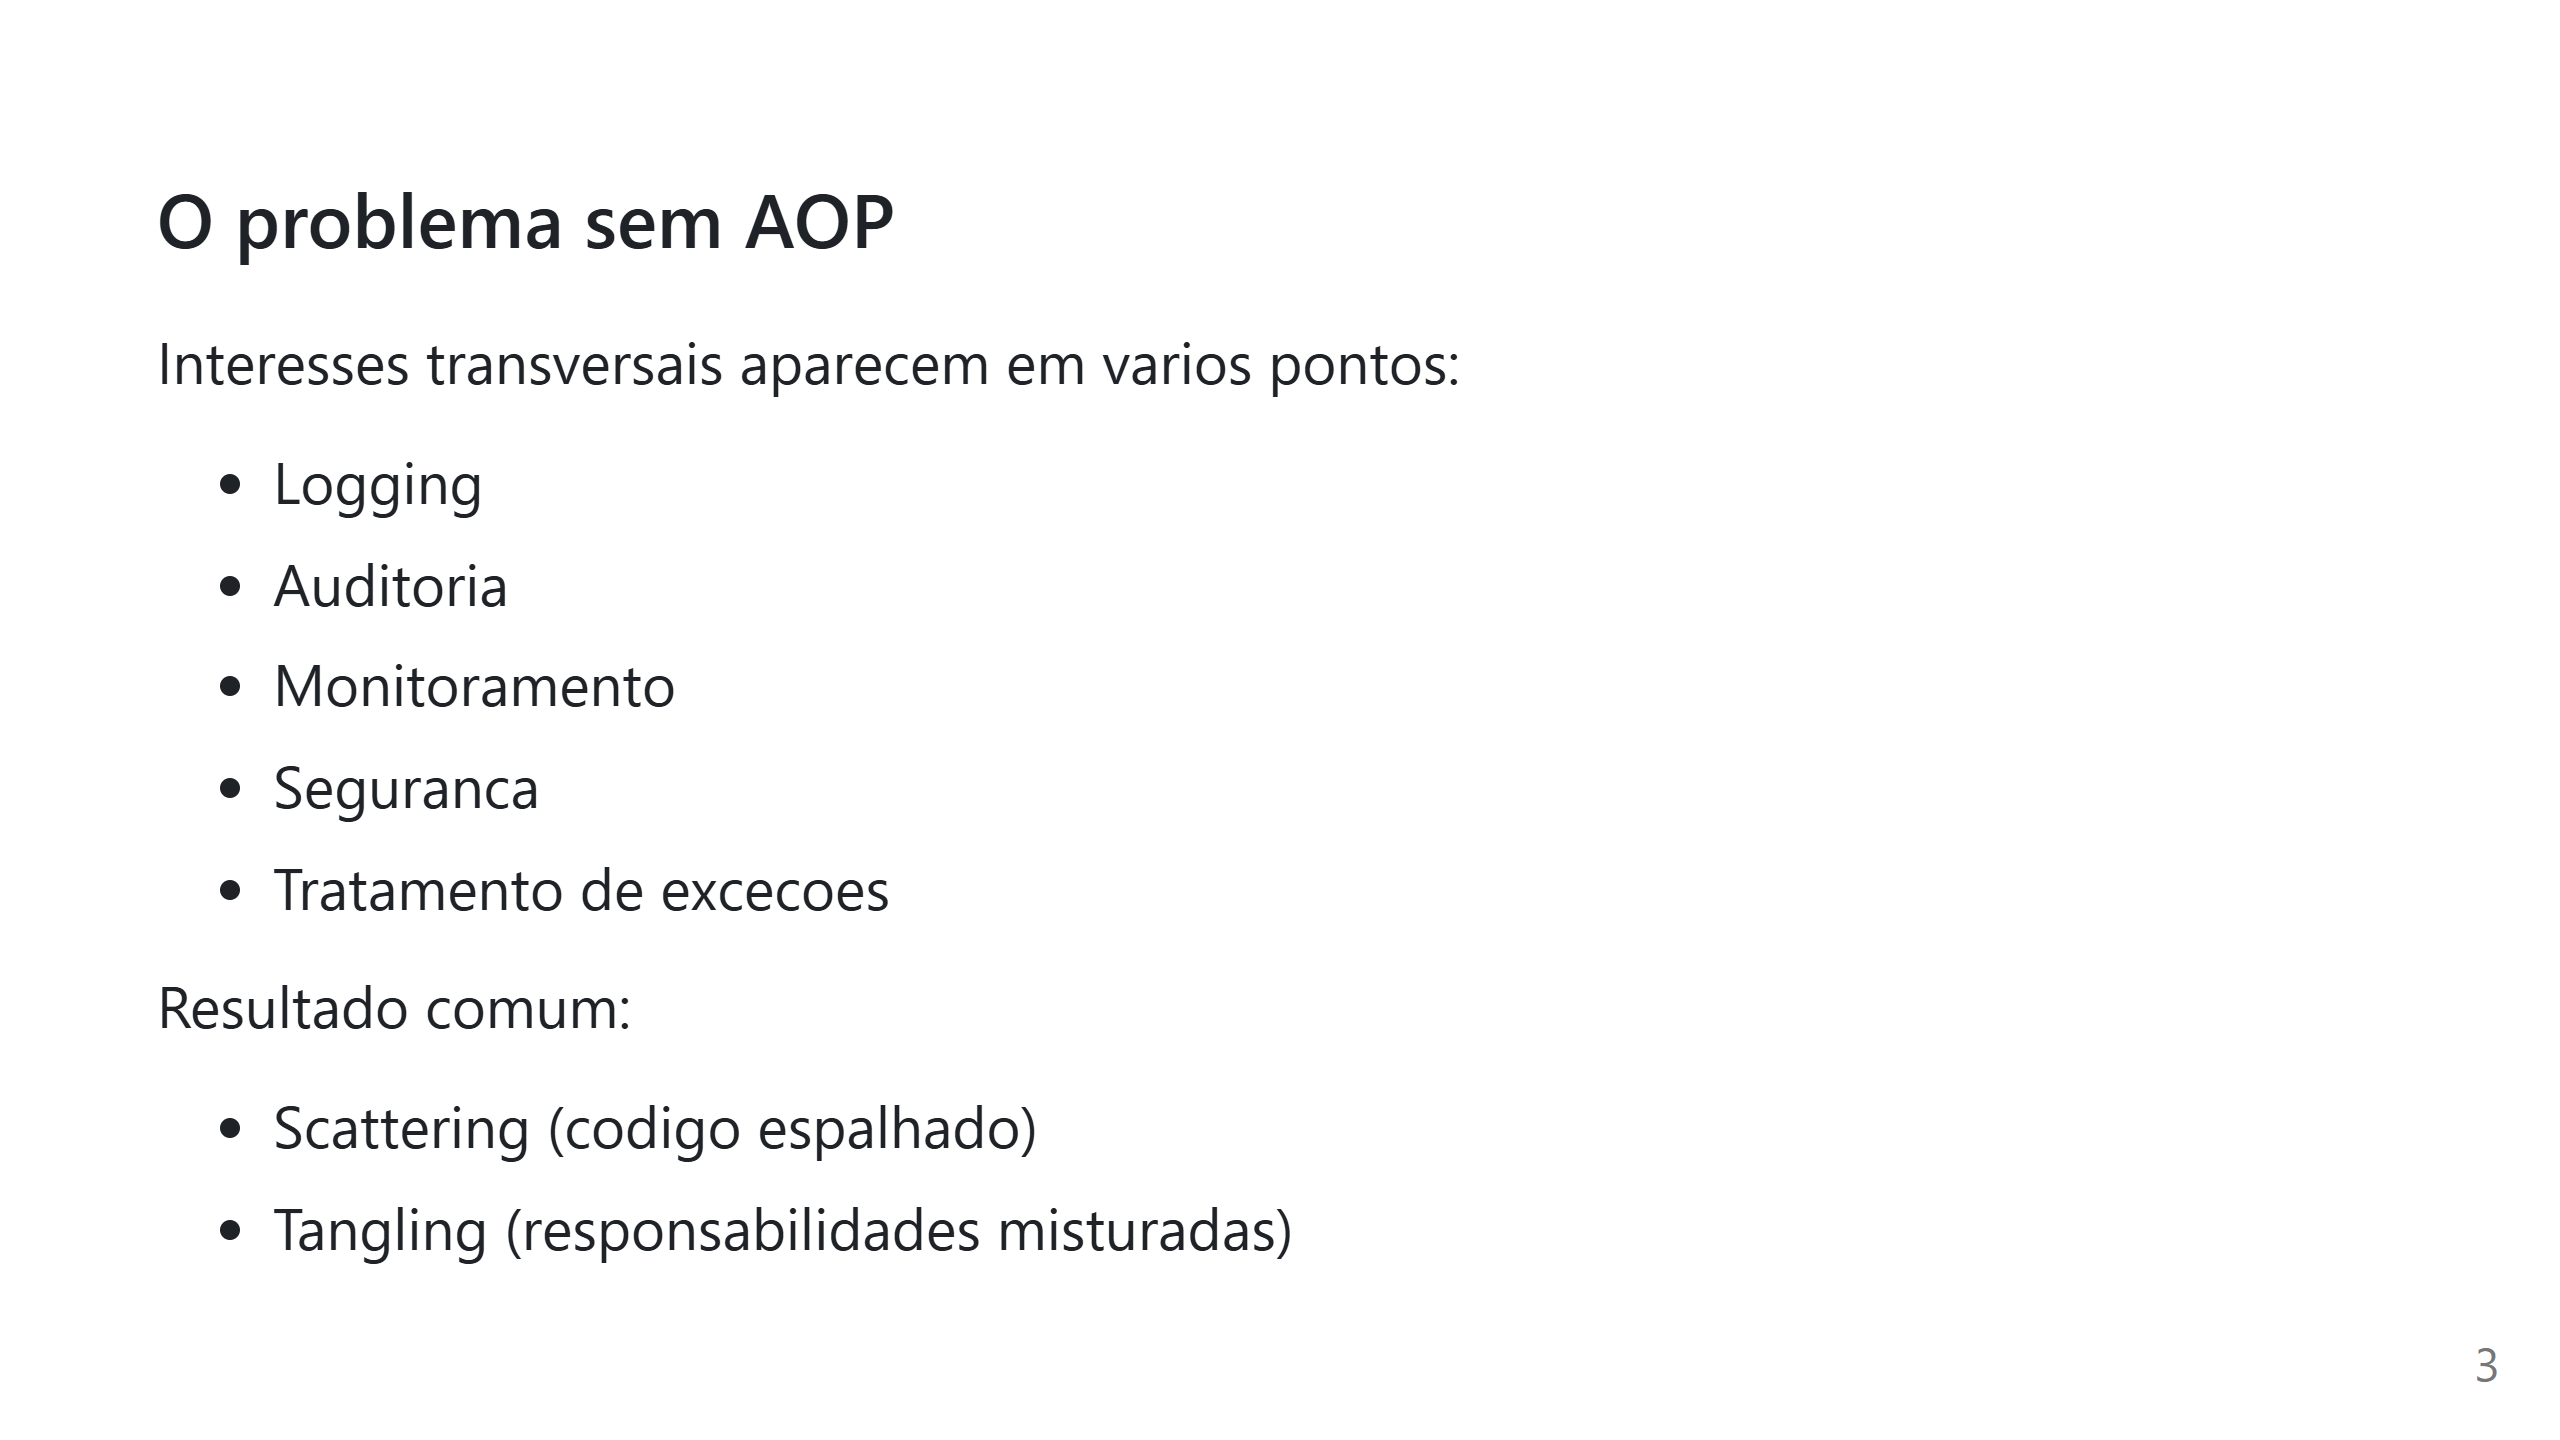 O problema sem AOP
Interesses transversais aparecem em varios pontos:
• Logging
• Auditoria
• Monitoramento
• Seguranca
• Tratamento de excecoes
Resultado comum:
• Scattering (codigo espalhado)
• Tangling (responsabilidades misturadas)
3